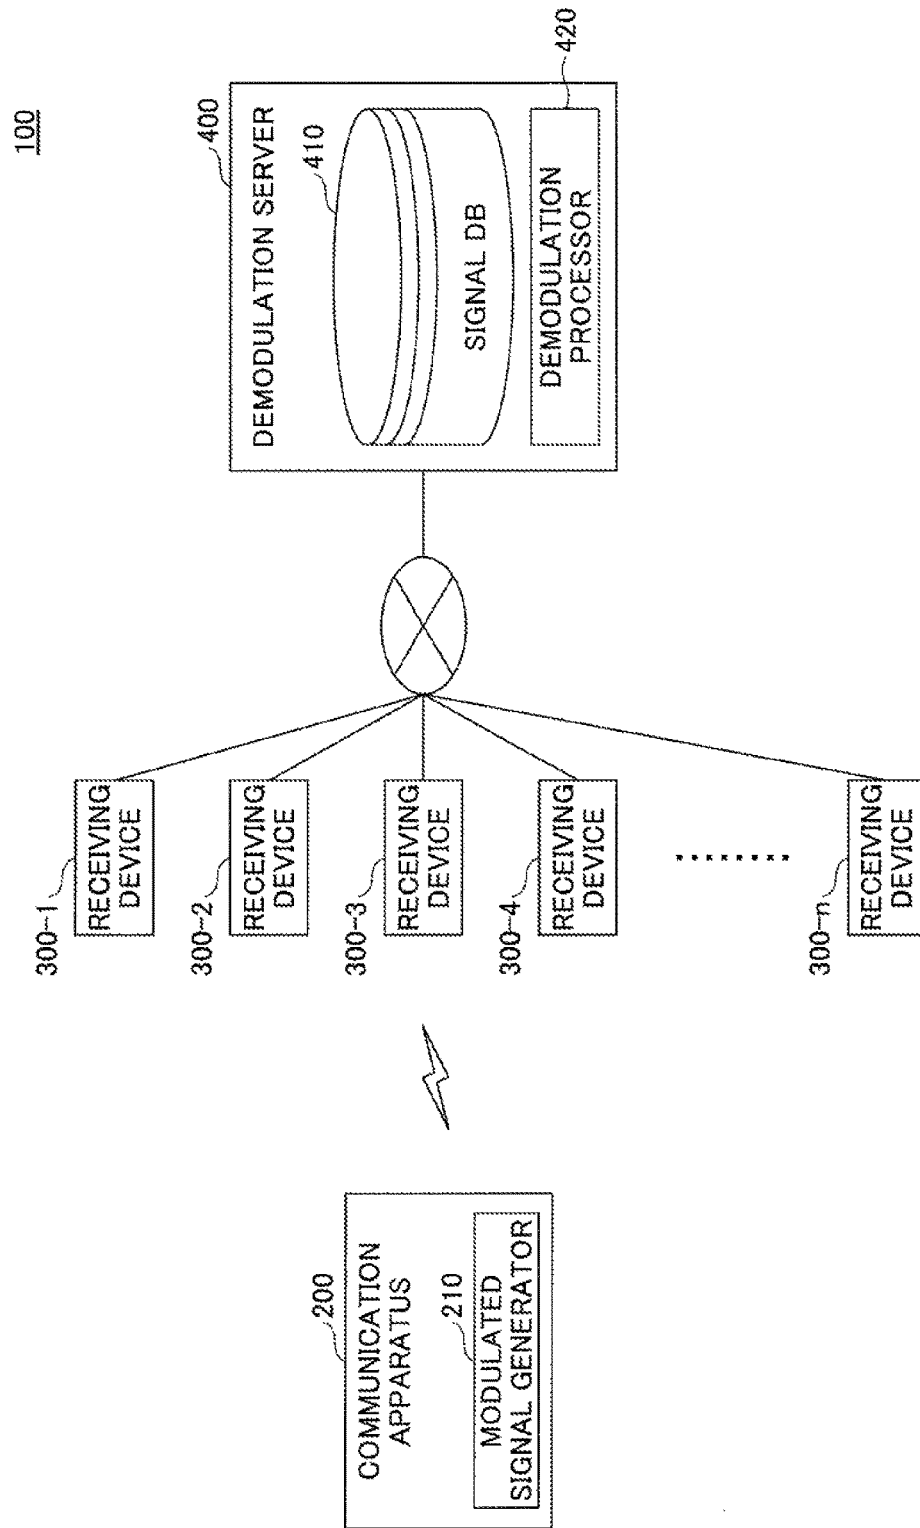 100
200
COMMUNICATION
APPARATUS
210
MODULATED
SIGNAL GENERATOR
300-1
RECEIVING
DEVICE
300-2
RECEIVING
DEVICE
300-3
RECEIVING
DEVICE
300-4
RECEIVING
DEVICE
300-n
RECEIVING
DEVICE
400
DEMODULATION SERVER
410
SIGNAL DB
DEMODULATION
PROCESSOR
420